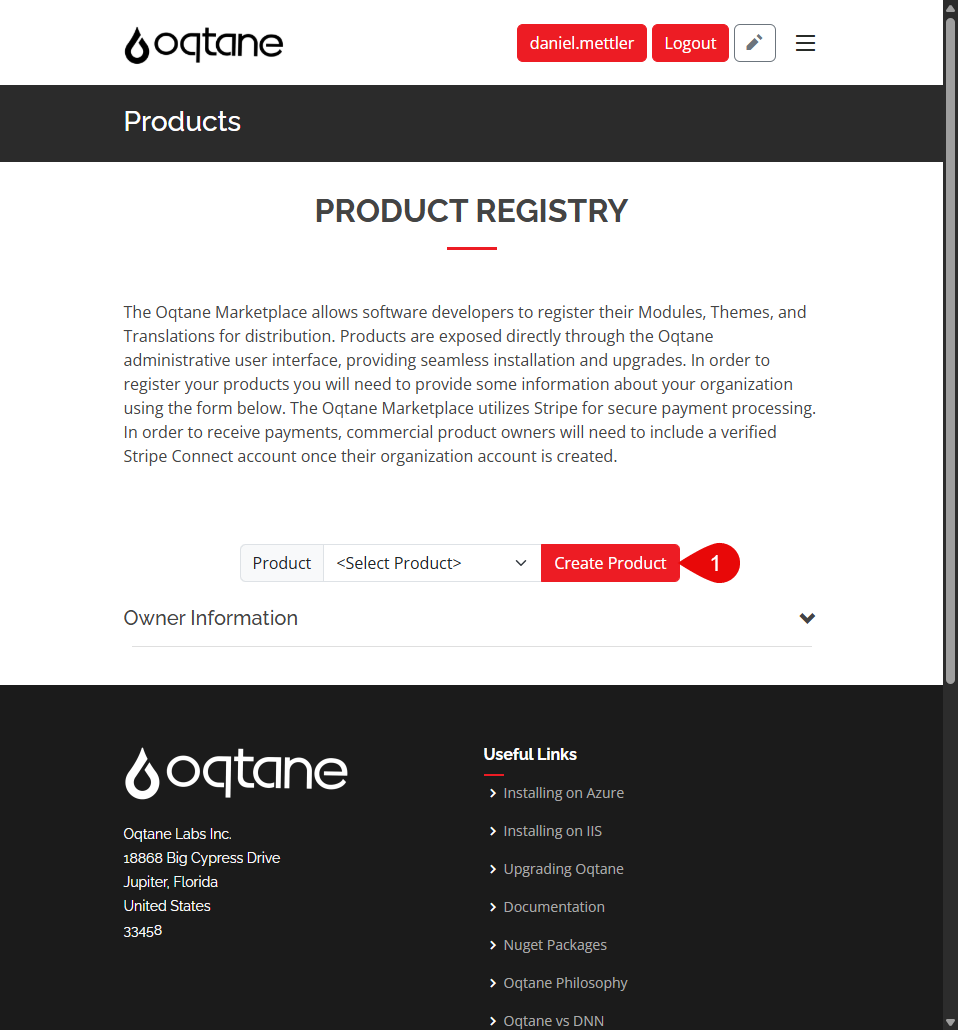 oqtane
daniel.mettler
Logout
Products
PRODUCT REGISTRY
The Oqtane Marketplace allows software developers to register their Modules, Themes, and
Translations for distribution. Products are exposed directly through the Oqtane
administrative user interface, providing seamless installation and upgrades. In order to
register your products you will need to provide some information about your organization
using the form below. The Oqtane Marketplace utilizes Stripe for secure payment processing.
In order to receive payments, commercial product owners will need to include a verified
Stripe Connect account once their organization account is created.
Product
<Select Product>
Create Product
1
Owner Information
oqtane
Oqtane Labs Inc.
18868 Big Cypress Drive
Jupiter, Florida
United States
33458
Useful Links
Installing on Azure
Installing on IIS
Upgrading Oqtane
Documentation
Nuget Packages
Oqtane Philosophy
Oqtane vs DNN